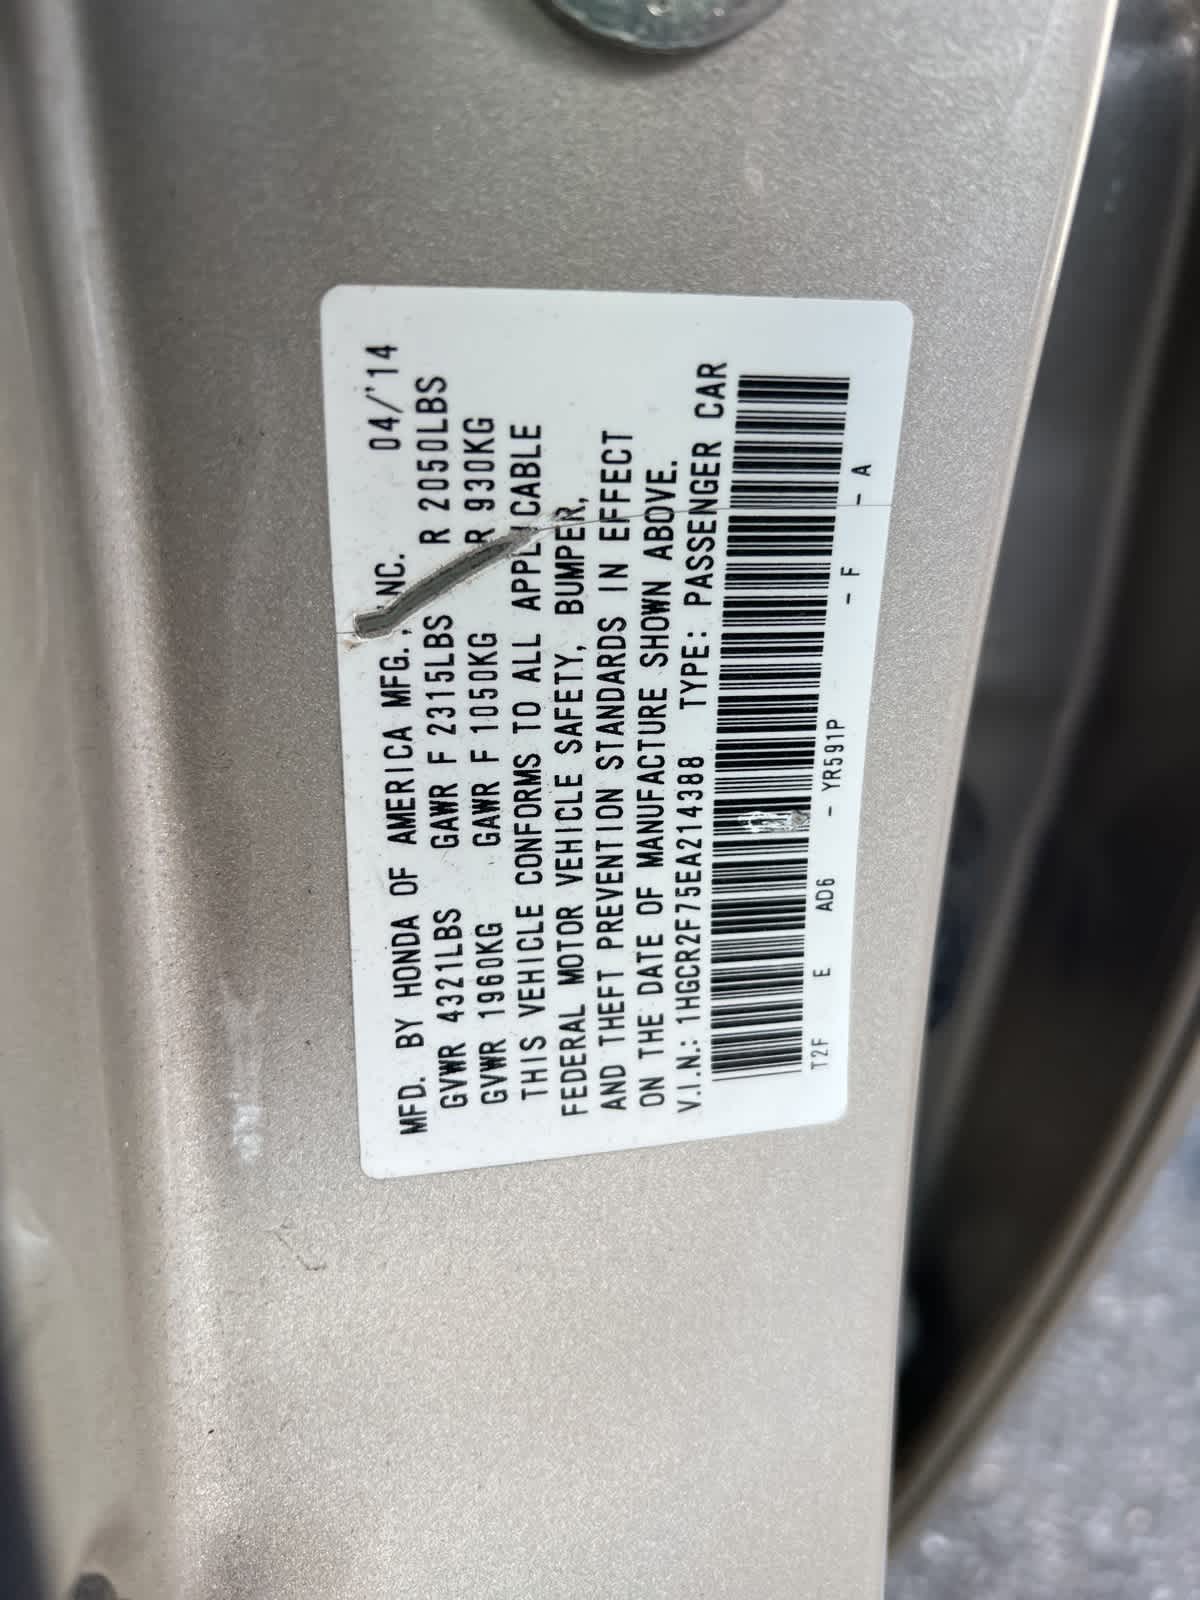 MFD. BY HONDA OF AMERICA MFG., INC. 04/'14
GVWR 4321LBS GAWR F 2315LBS R 2050LBS
GVWR 1960KG GAWR F 1050KG R 930KG
THIS VEHICLE CONFORMS TO ALL APPLICABLE
FEDERAL MOTOR VEHICLE SAFETY, BUMPER,
AND THEFT PREVENTION STANDARDS IN EFFECT
ON THE DATE OF MANUFACTURE SHOWN ABOVE.
V.I.N.: 1HGCR2F75EA214388 TYPE: PASSENGER CAR
T2F E AD6 - YR591P - F - A